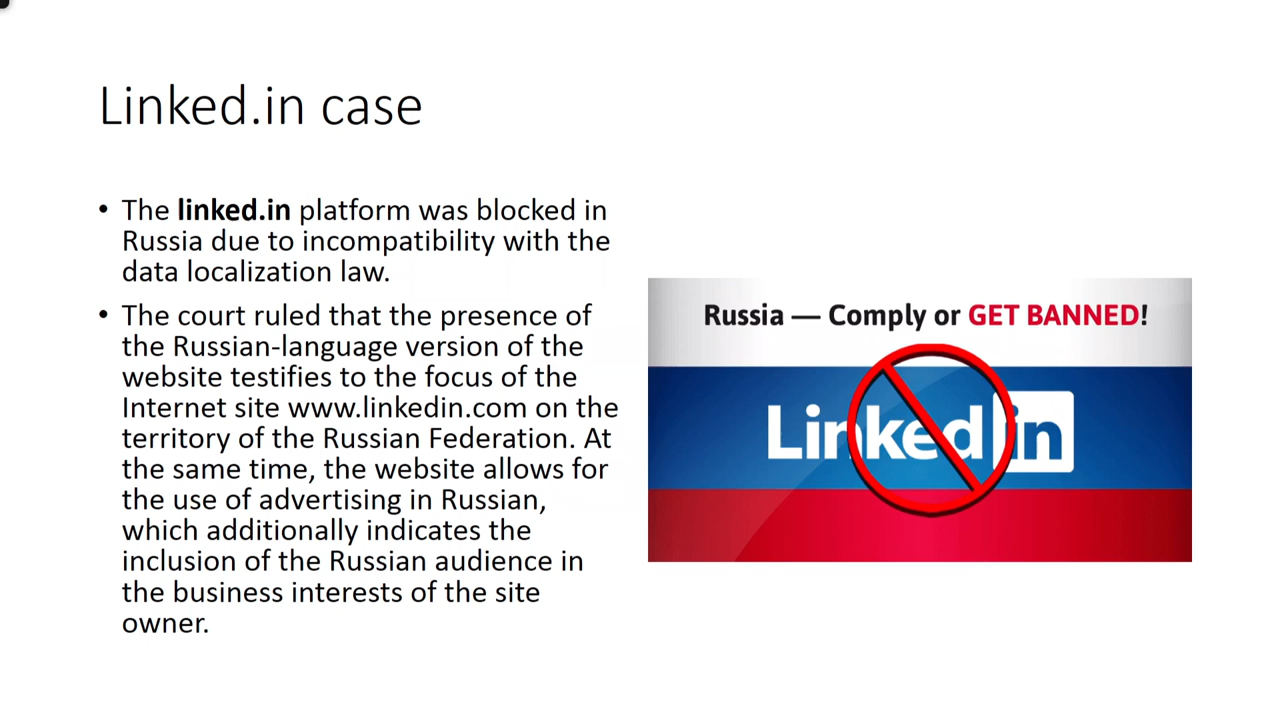 Linked.in case
• The linked.in platform was blocked in
Russia due to incompatibility with the
data localization law.
• The court ruled that the presence of
the Russian-language version of the
website testifies to the focus of the
Internet site www.linkedin.com on the
territory of the Russian Federation. At
the same time, the website allows for
the use of advertising in Russian,
which additionally indicates the
inclusion of the Russian audience in
the business interests of the site
owner.
Russia — Comply or GET BANNED!
Linked in